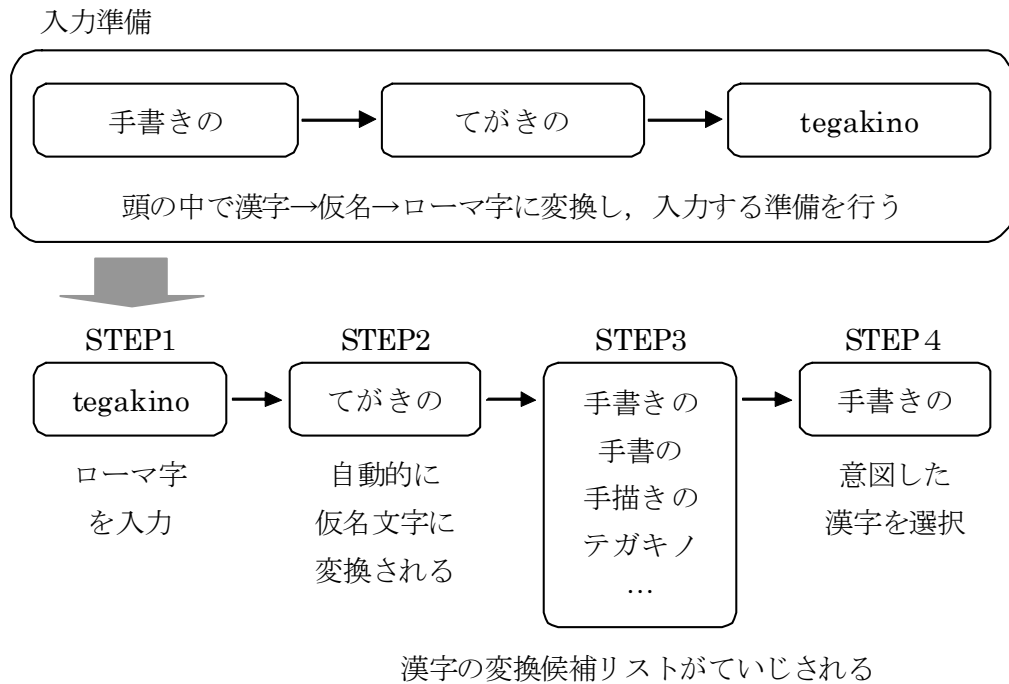 入力準備
手書きの → てがきの → tegakino
頭の中で漢字→仮名→ローマ字に変換し，入力する準備を行う
STEP1
tegakino
ローマ字
を入力
STEP2
てがきの
自動的に
仮名文字に
変換される
STEP3
手書きの
手書の
手描きの
テガキノ
…
漢字の変換候補リストがていじされる
STEP４
手書きの
意図した
漢字を選択